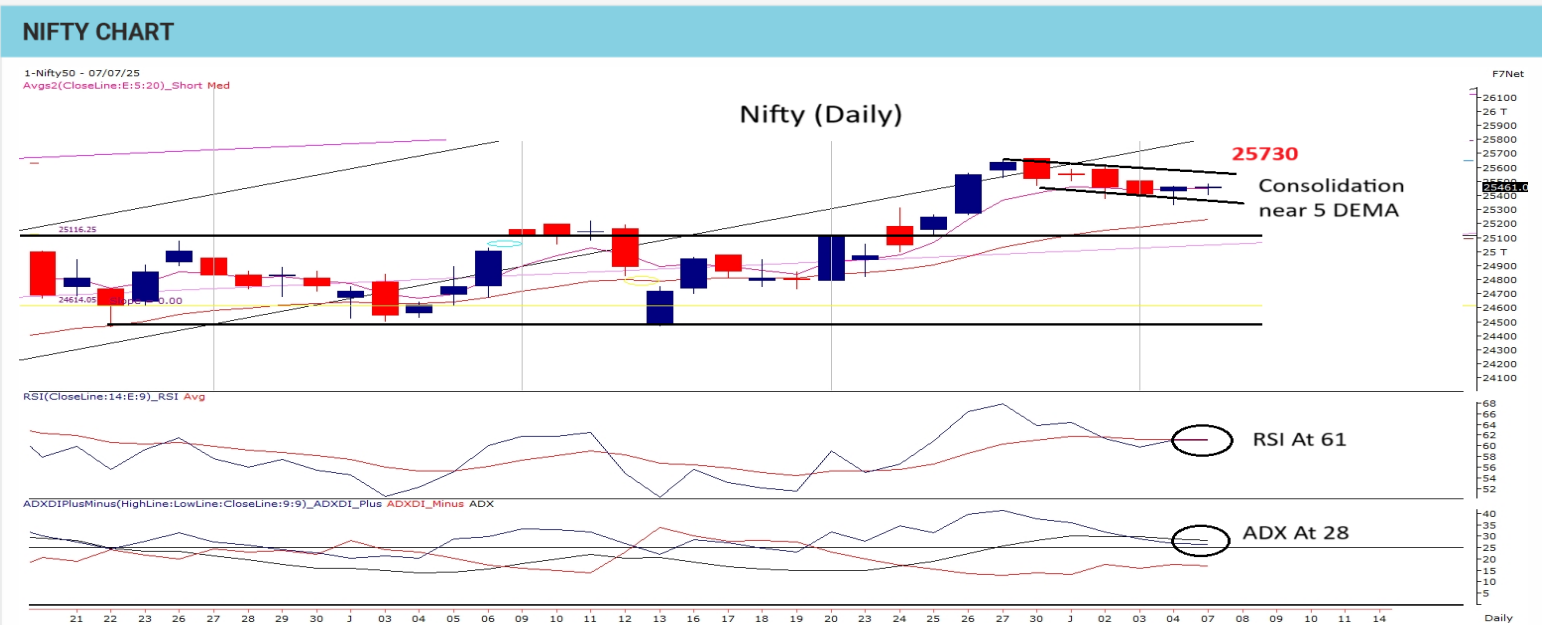 NIFTY CHART
1-Nifty50 - 07/07/25
F7Net
Avgs2(CloseLine:E:5:20)_Short Med
Nifty (Daily)
26100
26 T
25900
25800
25700
25600
25461.0
25400
25300
25200
25100
25 T
24900
24800
24700
24600
24500
24400
24300
24200
24100
25730
Consolidation
near 5 DEMA
25116.25
24614.05
0.00
RSI(CloseLine:14:E:9)_RSI Avg
68
66
64
62
60
58
56
54
52
RSI At 61
ADXDIPlusMinus(HighLine:LowLine:CloseLine:9:9)_ADXDI_Plus ADXDI_Minus ADX
40
35
30
25
20
15
10
5
ADX At 28
21 22 23 26 27 28 29 30 J 03 04 05 06 09 10 11 12 13 16 17 18 19 20 23 24 25 26 27 30 J 02 03 04 07 08 09 10 11 14
Daily